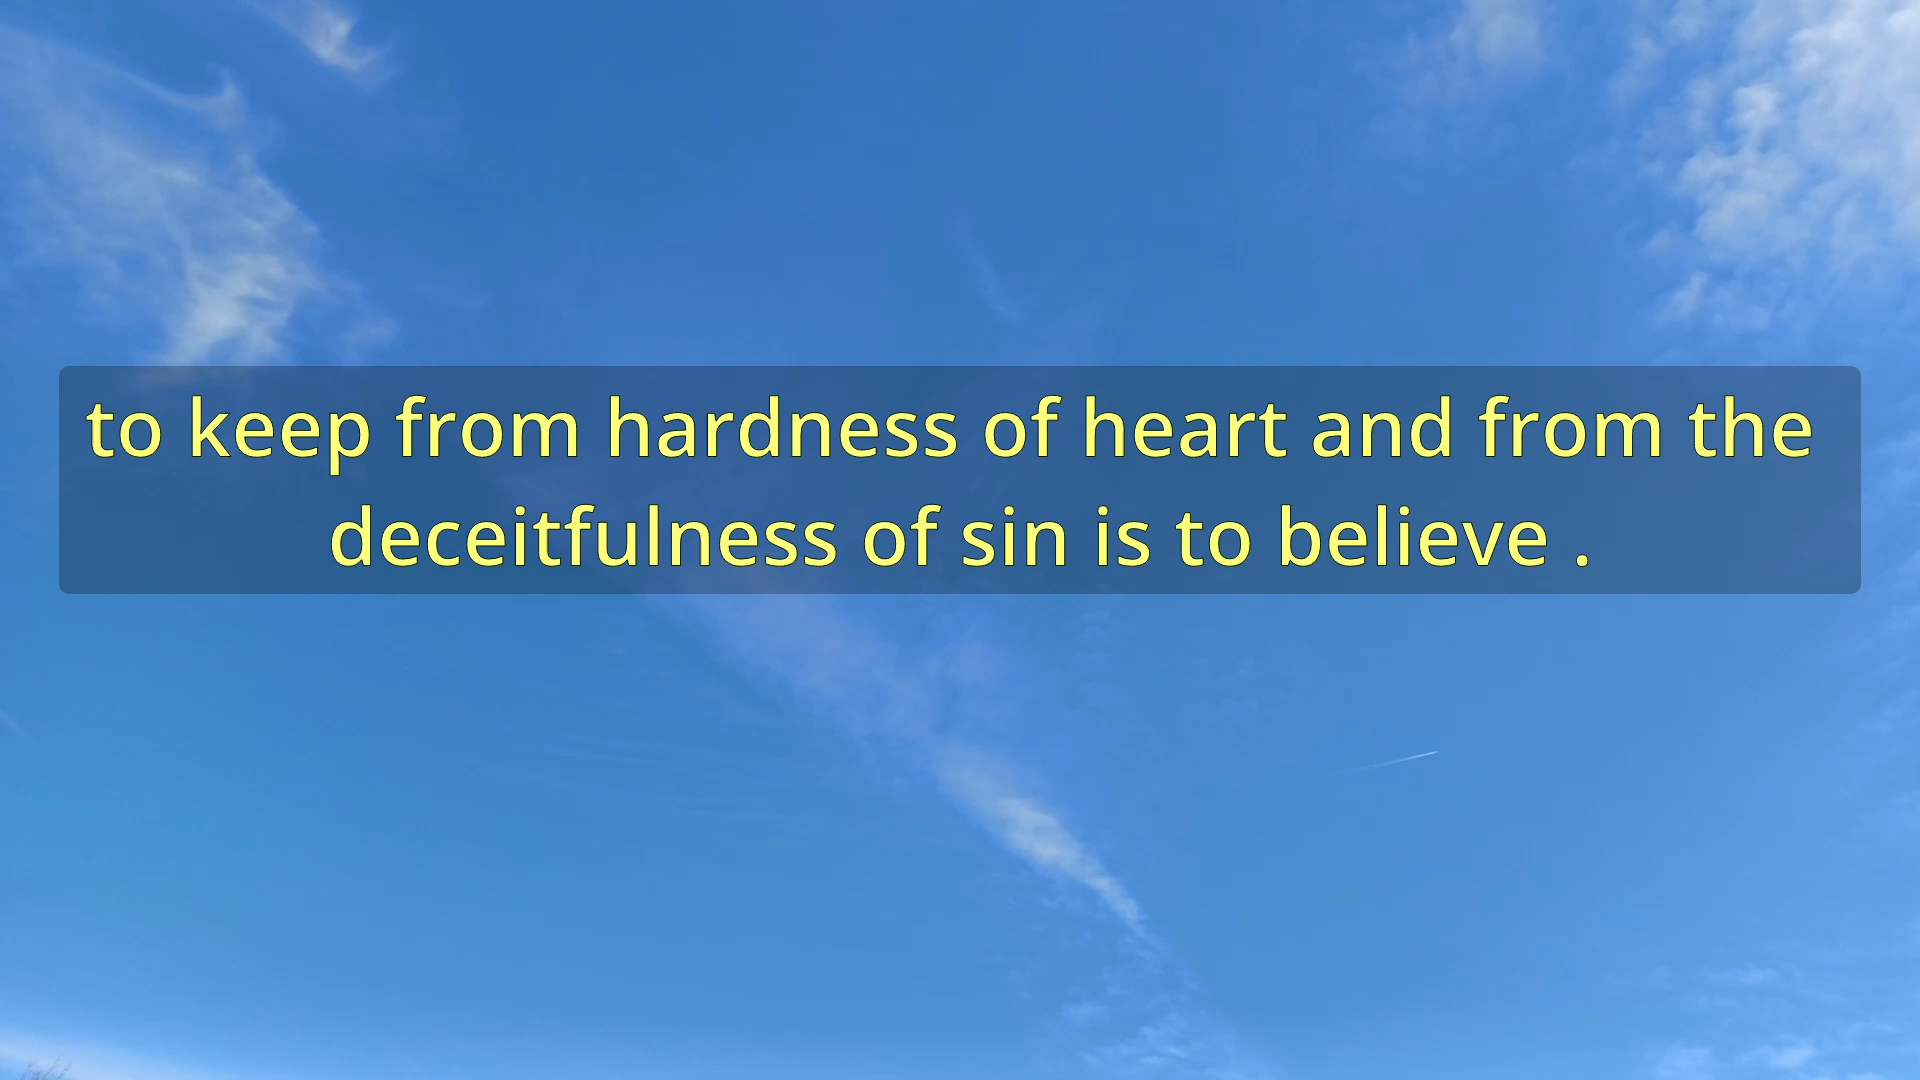 to keep from hardness of heart and from the
deceitfulness of sin is to believe .